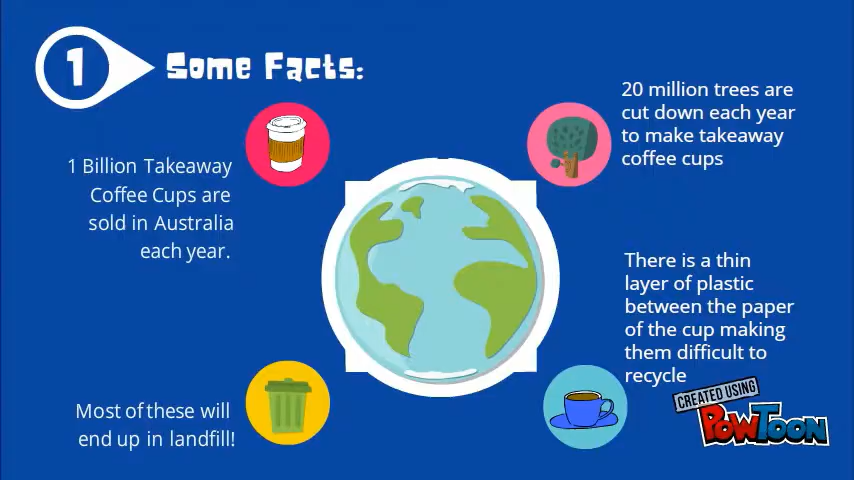 1
Some Facts:
1 Billion Takeaway
Coffee Cups are
sold in Australia
each year.
20 million trees are
cut down each year
to make takeaway
coffee cups
There is a thin
layer of plastic
between the paper
of the cup making
them difficult to
recycle
Most of these will
end up in landfill!
CREATED USING
POWTOON